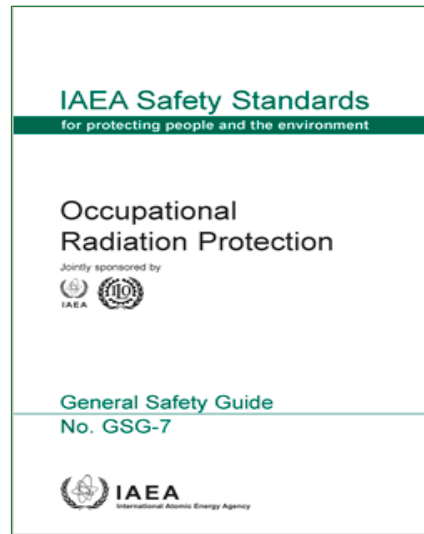 IAEA Safety Standards
for protecting people and the environment
Occupational
Radiation Protection
Jointly sponsored by
IAEA
ILO
General Safety Guide
No. GSG-7
IAEA
International Atomic Energy Agency